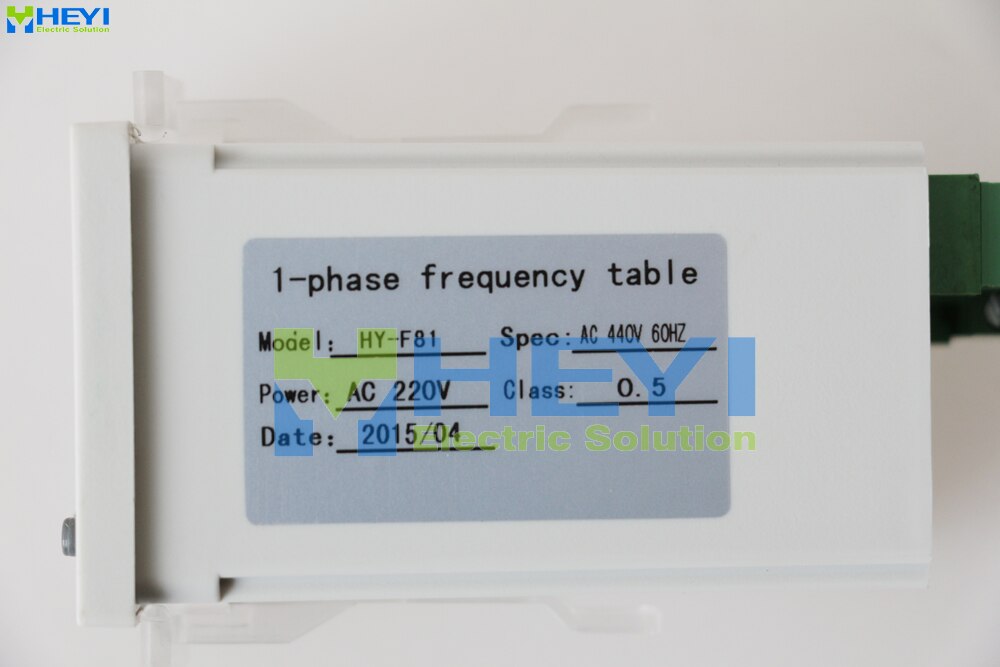 HEYI
Electric Solution
1-phase frequency table
Model: HY-F81 Spec: AC 440V 60HZ
Power: AC 220V Class: 0.5
Date: 2015/04
HEYI
Electric Solution